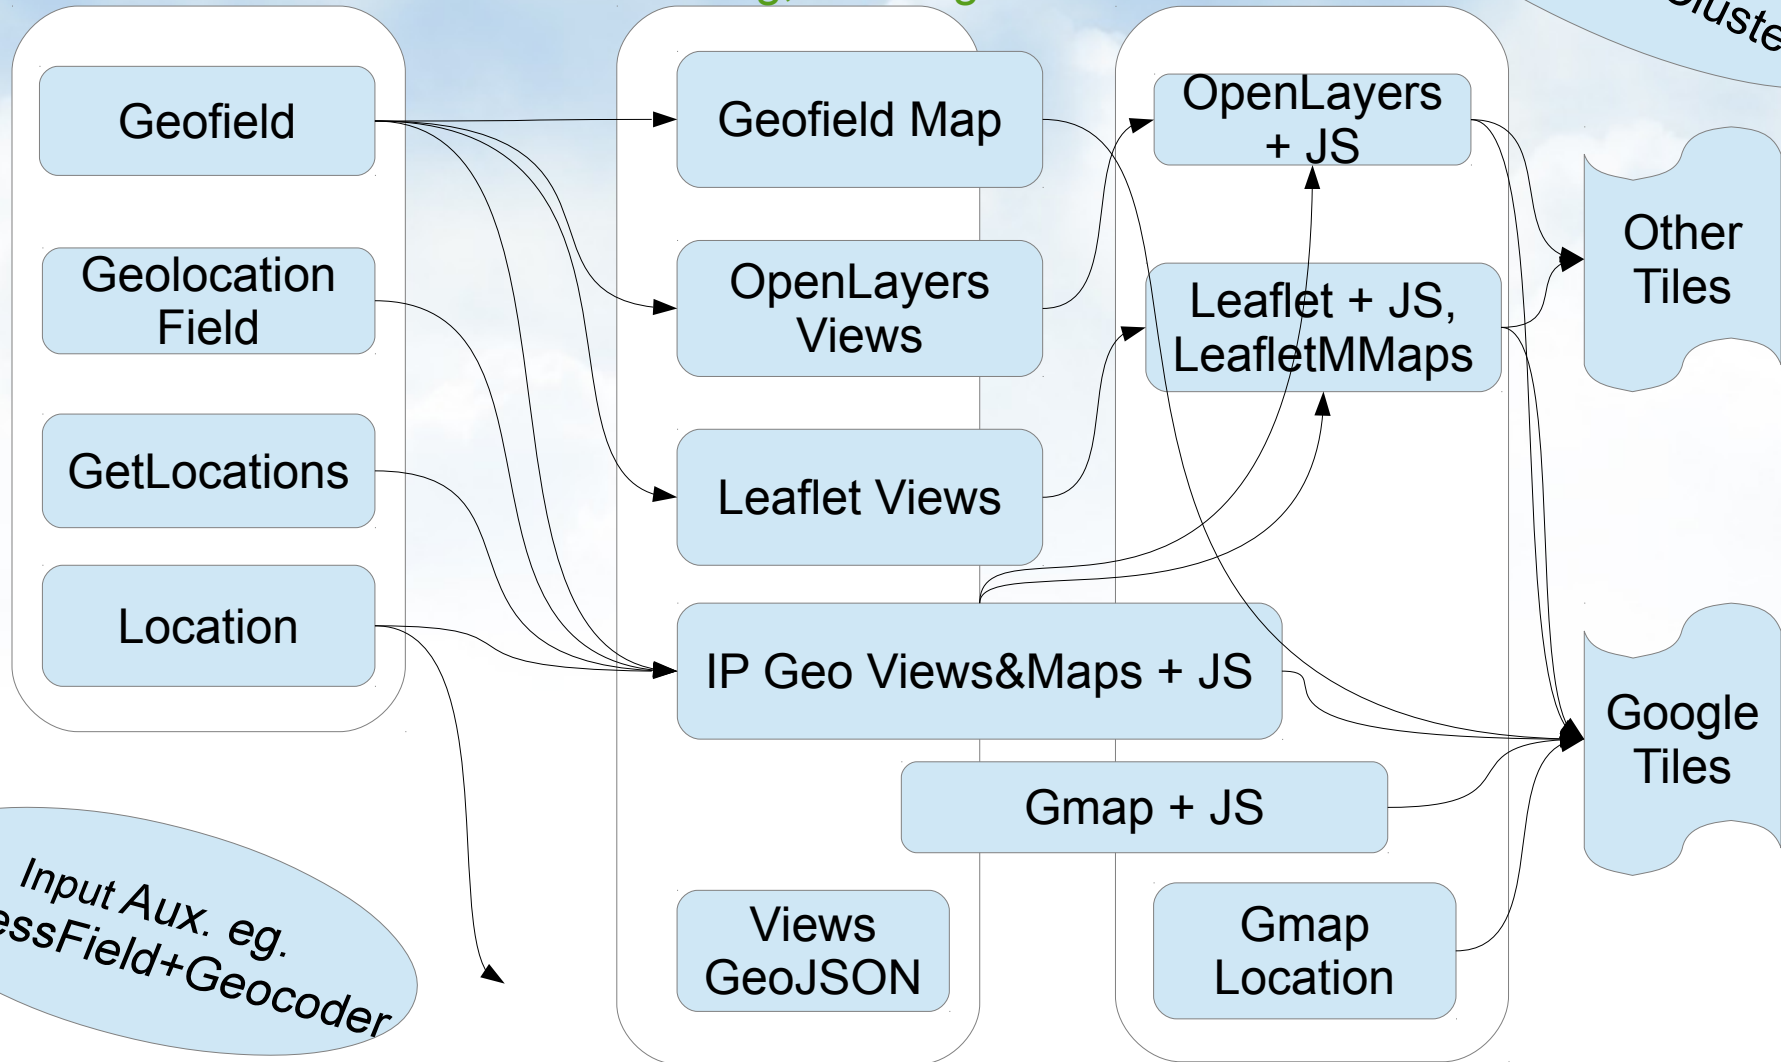 Geofield
Geolocation
Field
GetLocations
Location
Input Aux. eg.
essField+Geocoder
Geofield Map
OpenLayers
Views
Leaflet Views
IP Geo Views&Maps + JS
Gmap + JS
Views
GeoJSON
OpenLayers
+ JS
Leaflet + JS,
LeafletMMaps
Gmap
Location
Other
Tiles
Google
Tiles